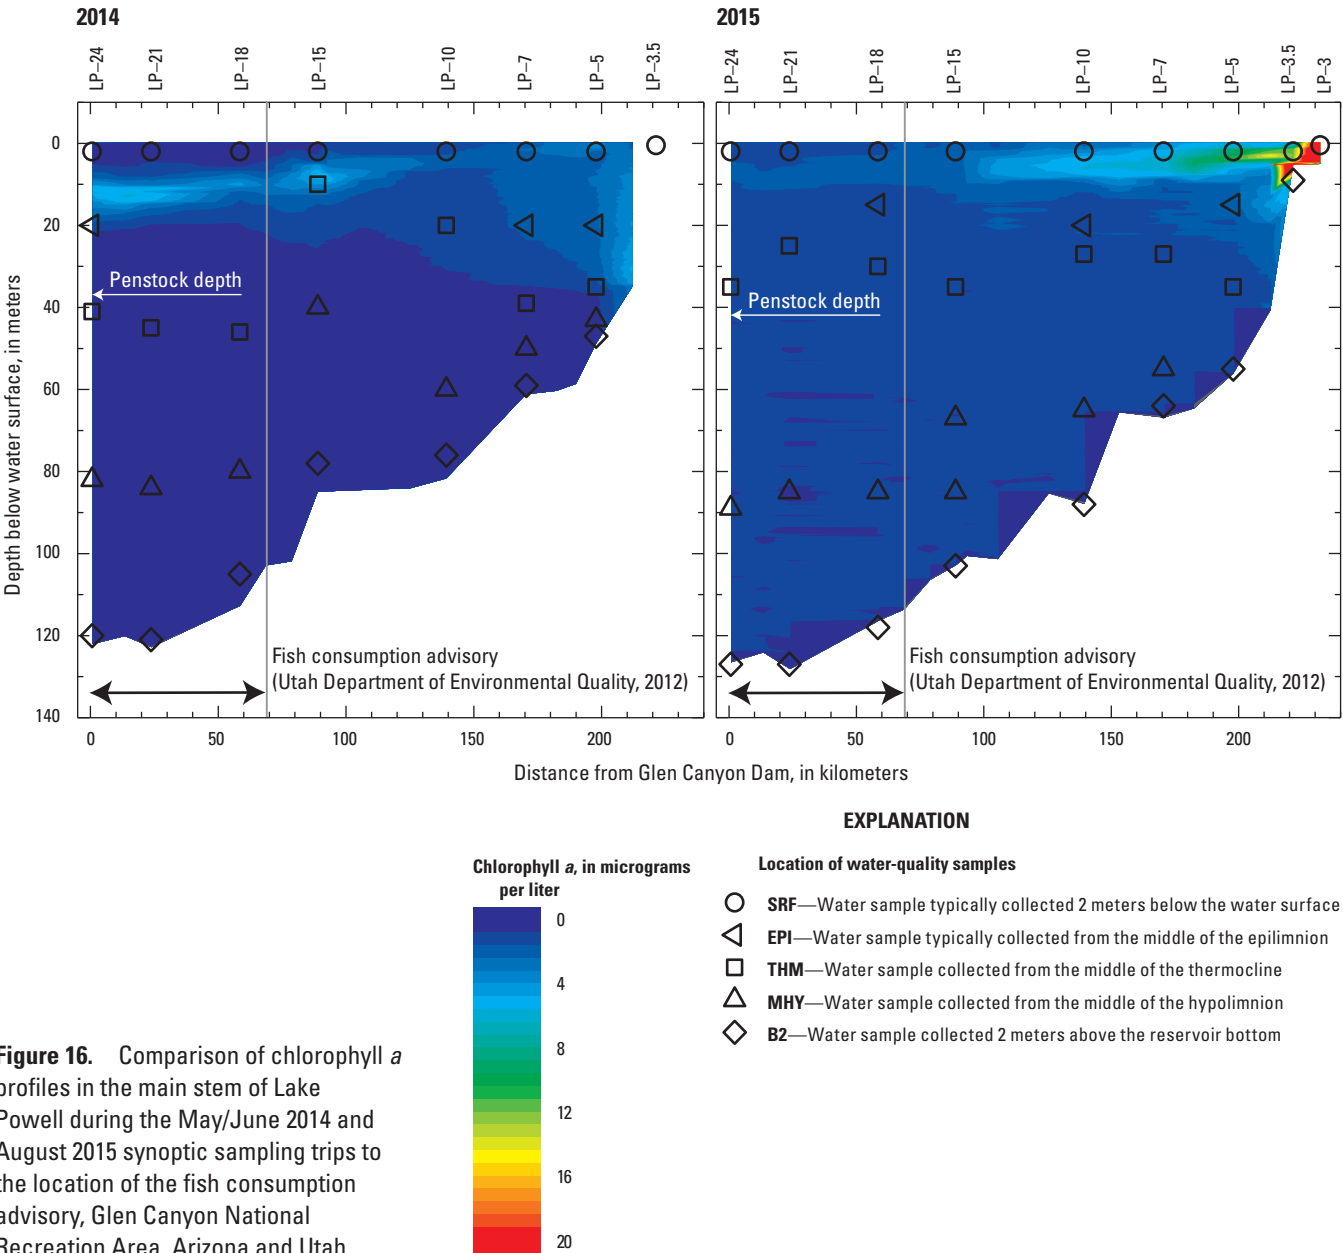 2014
2015
LP–24 LP–21 LP–18 LP–15 LP–10 LP–7 LP–5 LP–3.5
LP–24 LP–21 LP–18 LP–15 LP–10 LP–7 LP–5 LP–3.5 LP–3
Depth below water surface, in meters
0
20
40
60
80
100
120
140
Penstock depth
Penstock depth
Fish consumption advisory
(Utah Department of Environmental Quality, 2012)
Fish consumption advisory
(Utah Department of Environmental Quality, 2012)
0 50 100 150 200
0 50 100 150 200
Distance from Glen Canyon Dam, in kilometers
EXPLANATION
Chlorophyll a, in micrograms
per liter
0
4
8
12
16
20
Location of water-quality samples
SRF—Water sample typically collected 2 meters below the water surface
EPI—Water sample typically collected from the middle of the epilimnion
THM—Water sample collected from the middle of the thermocline
MHY—Water sample collected from the middle of the hypolimnion
B2—Water sample collected 2 meters above the reservoir bottom
Figure 16. Comparison of chlorophyll a
profiles in the main stem of Lake
Powell during the May/June 2014 and
August 2015 synoptic sampling trips to
the location of the fish consumption
advisory, Glen Canyon National
Recreation Area, Arizona and Utah